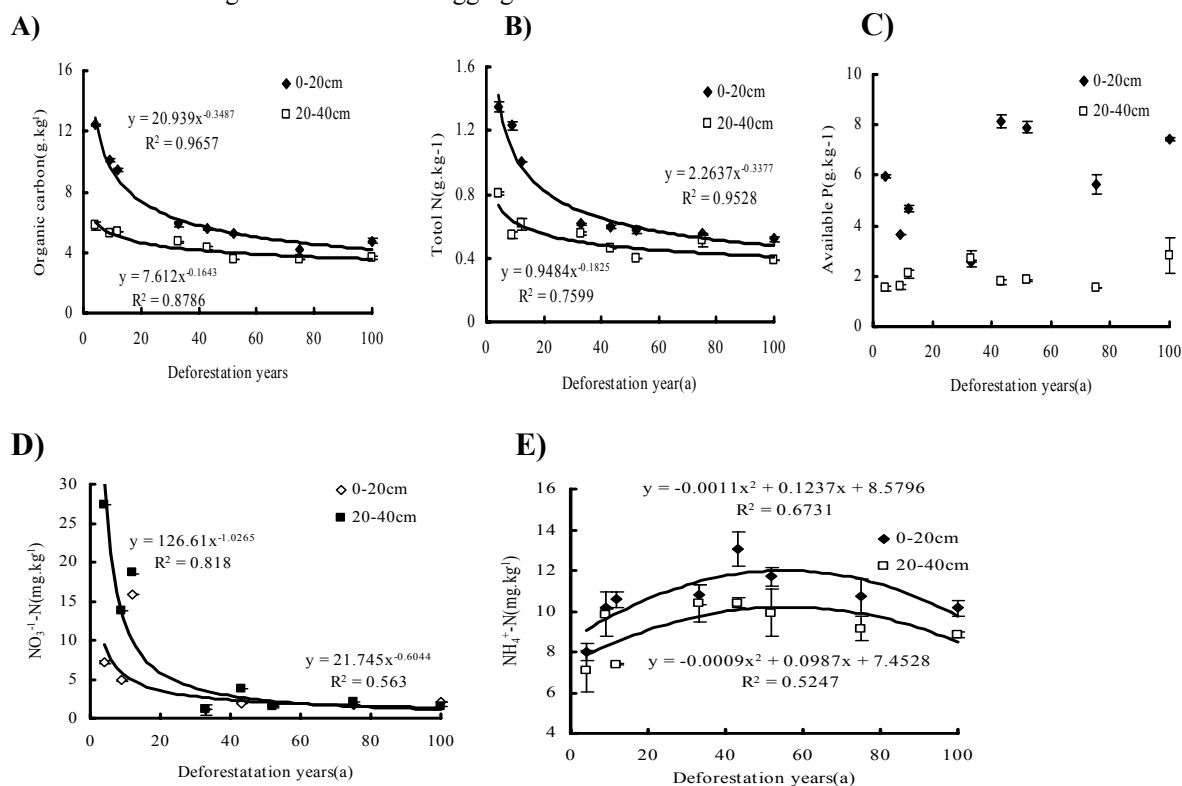 A)
Organic carbon(g.kg¹)
16
12
8
4
0
0 20 40 60 80 100
Deforestation years
◆ 0-20cm
□ 20-40cm
y = 20.939x^-0.3487
R² = 0.9657
y = 7.612x^-0.1643
R² = 0.8786
B)
Totol N(g.kg-1)
1.6
1.2
0.8
0.4
0
0 20 40 60 80 100
Deforestation year(a)
◆ 0-20cm
□ 20-40cm
y = 2.2637x^-0.3377
R² = 0.9528
y = 0.9484x^-0.1825
R² = 0.7599
C)
Available P(g.kg-1)
10
8
6
4
2
0
0 20 40 60 80 100
Deforestation years(a)
◆ 0-20cm
□ 20-40cm
D)
NO₃⁻¹-N(mg.kg¹)
30
25
20
15
10
5
0
0 20 40 60 80 100
Deforestatation years(a)
◇ 0-20cm
■ 20-40cm
y = 126.61x^-1.0265
R² = 0.818
y = 21.745x^-0.6044
R² = 0.563
E)
NH₄⁺-N(mg.kg¹)
16
14
12
10
8
6
4
0 20 40 60 80 100
Deforestation years(a)
y = -0.0011x² + 0.1237x + 8.5796
R² = 0.6731
◆ 0-20cm
□ 20-40cm
y = -0.0009x² + 0.0987x + 7.4528
R² = 0.5247